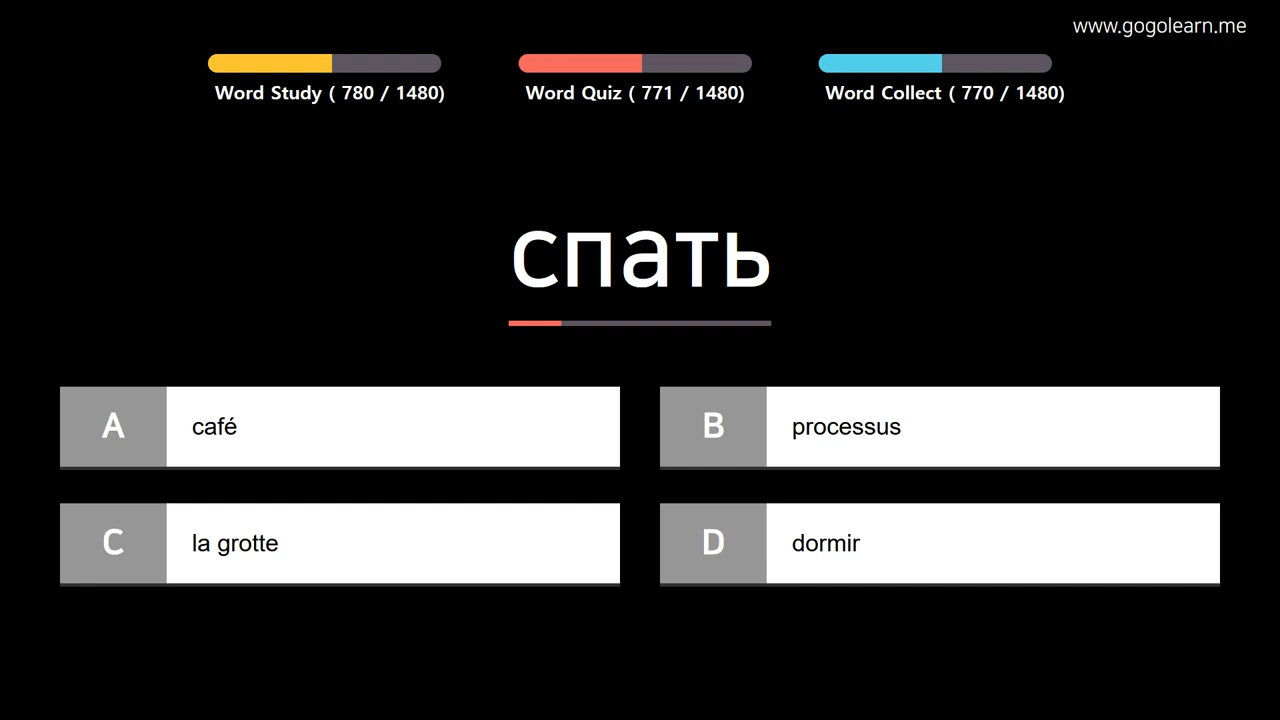 www.gogolearn.me
Word Study ( 780 / 1480)
Word Quiz ( 771 / 1480)
Word Collect ( 770 / 1480)
спать
A
café
B
processus
C
la grotte
D
dormir